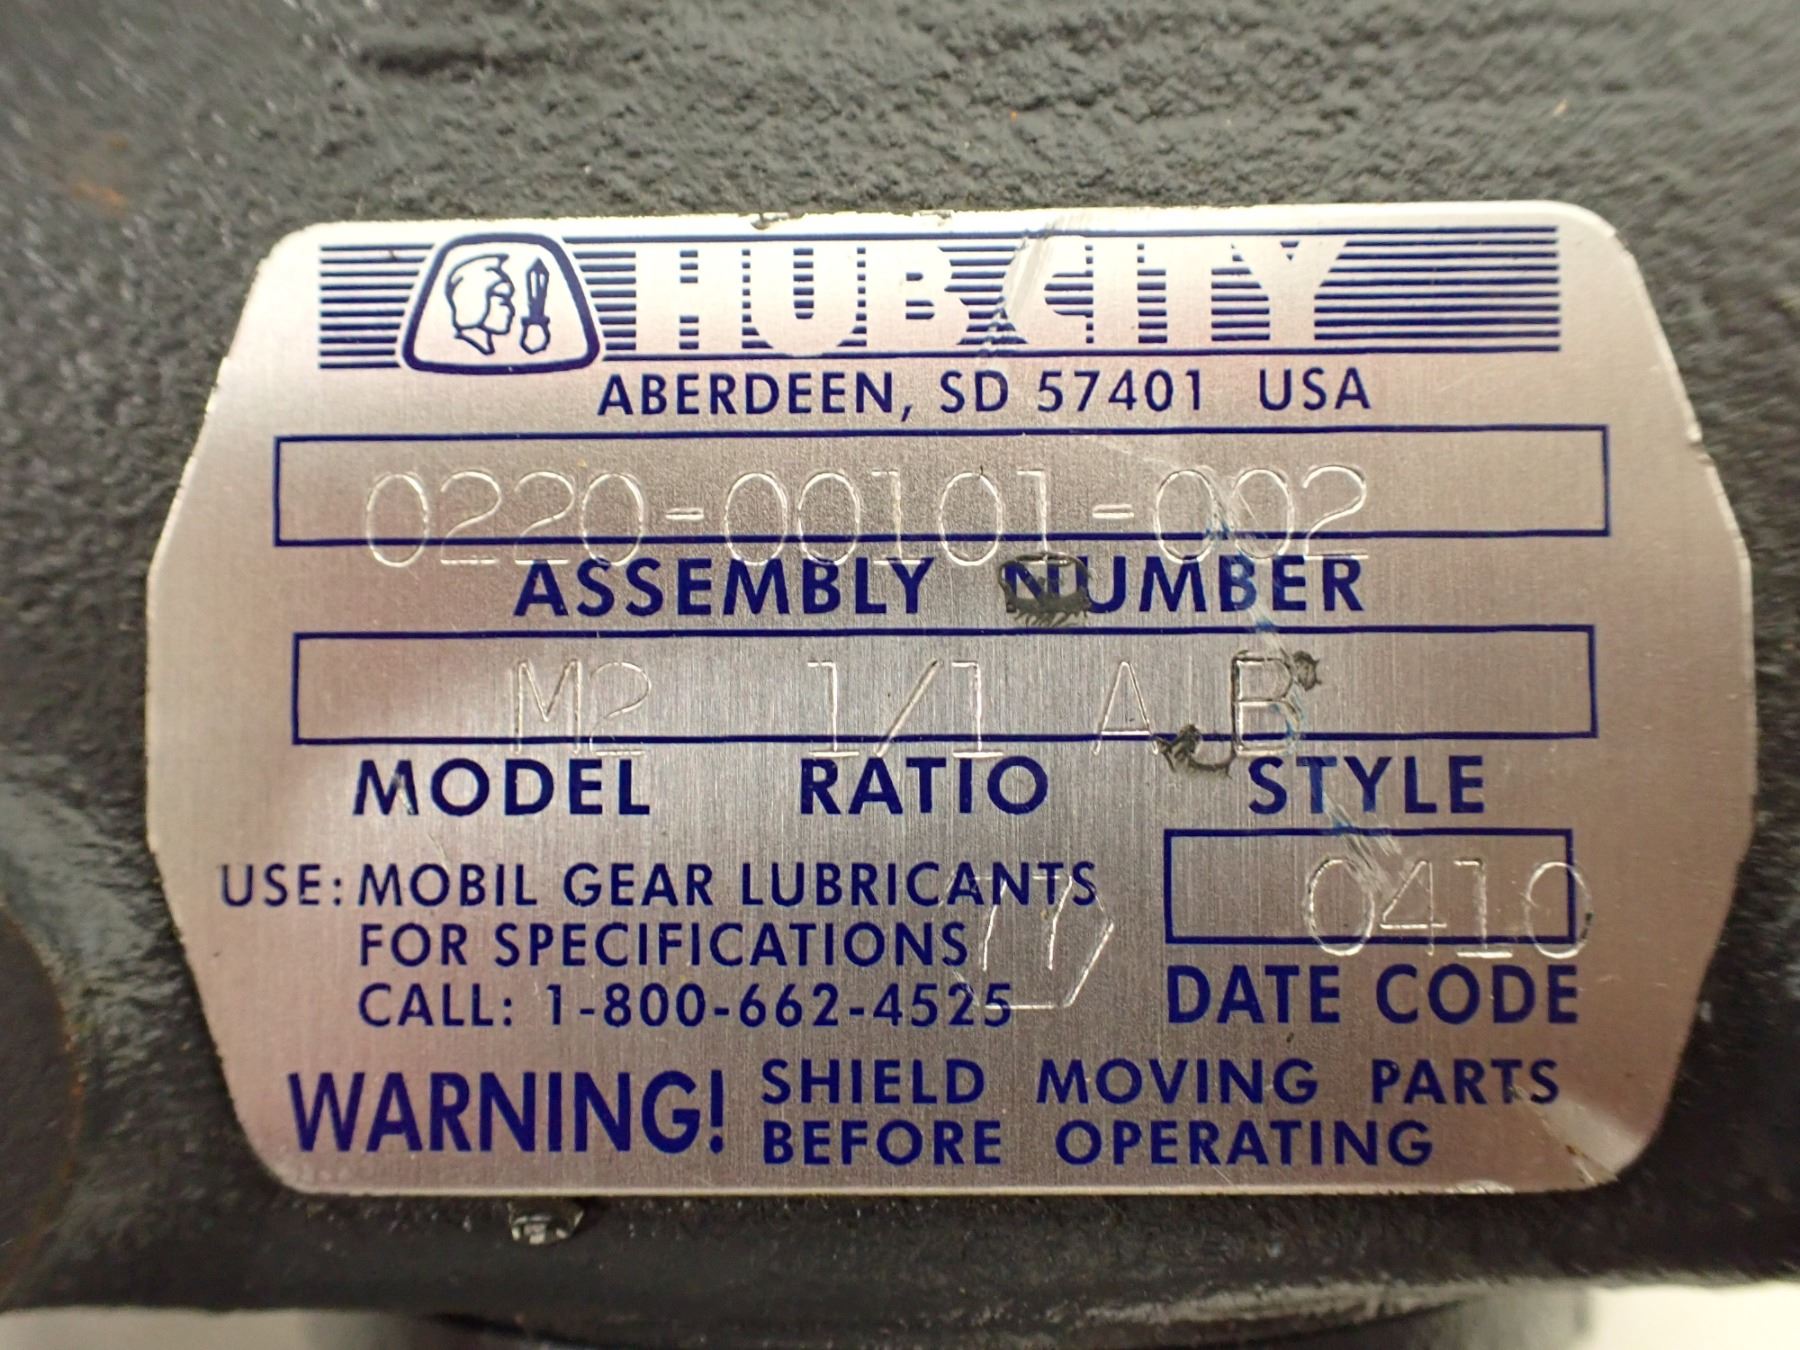 HUB CITY
ABERDEEN, SD 57401 USA
0220-00101-002
ASSEMBLY NUMBER
M2 1/1 A B
MODEL RATIO STYLE
USE: MOBIL GEAR LUBRICANTS
FOR SPECIFICATIONS
CALL: 1-800-662-4525
0410
DATE CODE
WARNING! SHIELD MOVING PARTS
BEFORE OPERATING